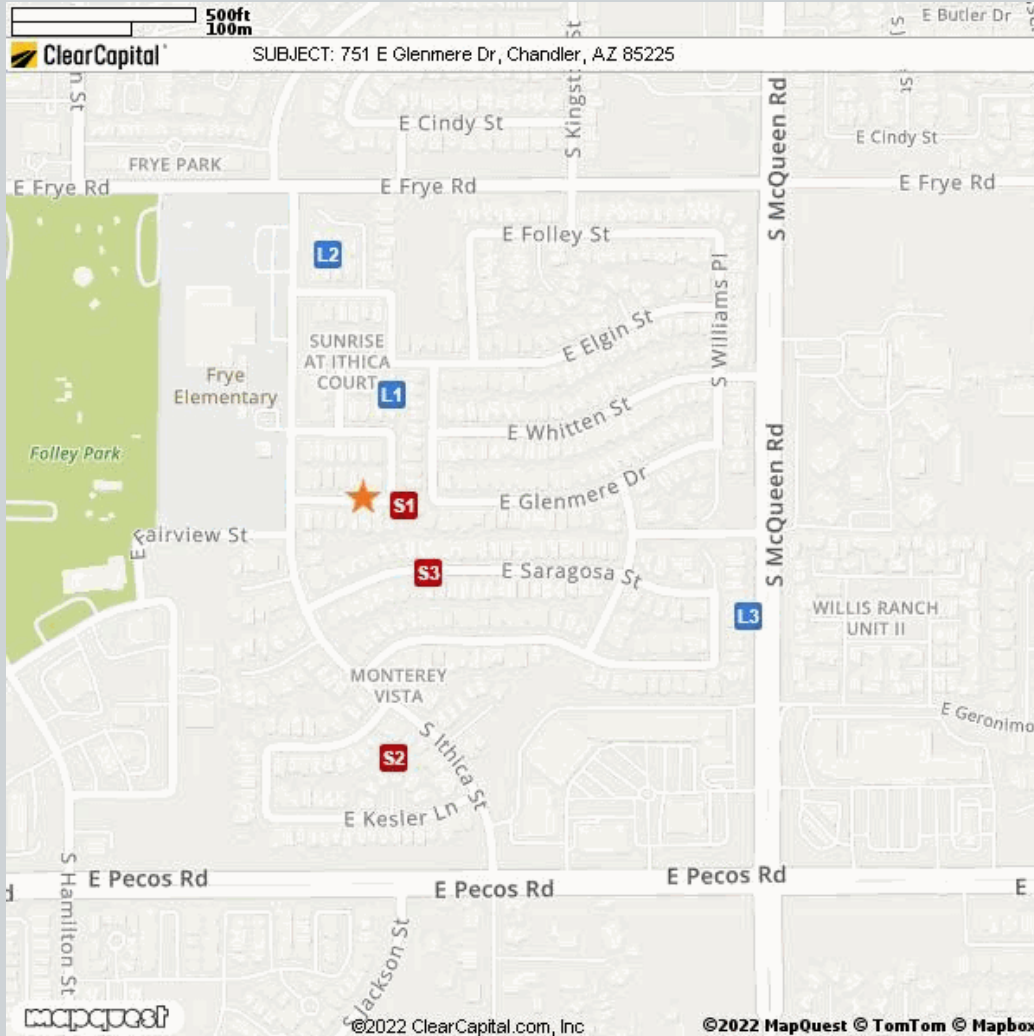 500ft
100m
E Butler Dr
ClearCapital
SUBJECT: 751 E Glenmere Dr, Chandler, AZ 85225
n St
S Kingst
St
S McQueen Rd
St
E Cindy St
E Cindy St
FRYE PARK
E Frye Rd
E Frye Rd
E Frye Rd
E Folley St
L2
S Williams Pl
E Elgin St
SUNRISE
AT ITHICA
COURT
L1
Frye
Elementary
E Whitten St
Folley Park
E Glenmere Dr
S1
S McQueen Rd
E Fairview St
S3
E Saragosa St
L3
WILLIS RANCH
UNIT II
MONTEREY
VISTA
S Ithica St
E Geronimo
S2
E Kesler Ln
S Hamilton St
d
E Pecos Rd
E Pecos Rd
E Pecos Rd
E
S Jackson St
mapquest
©2022 ClearCapital.com, Inc
©2022 MapQuest © TomTom © Mapbox